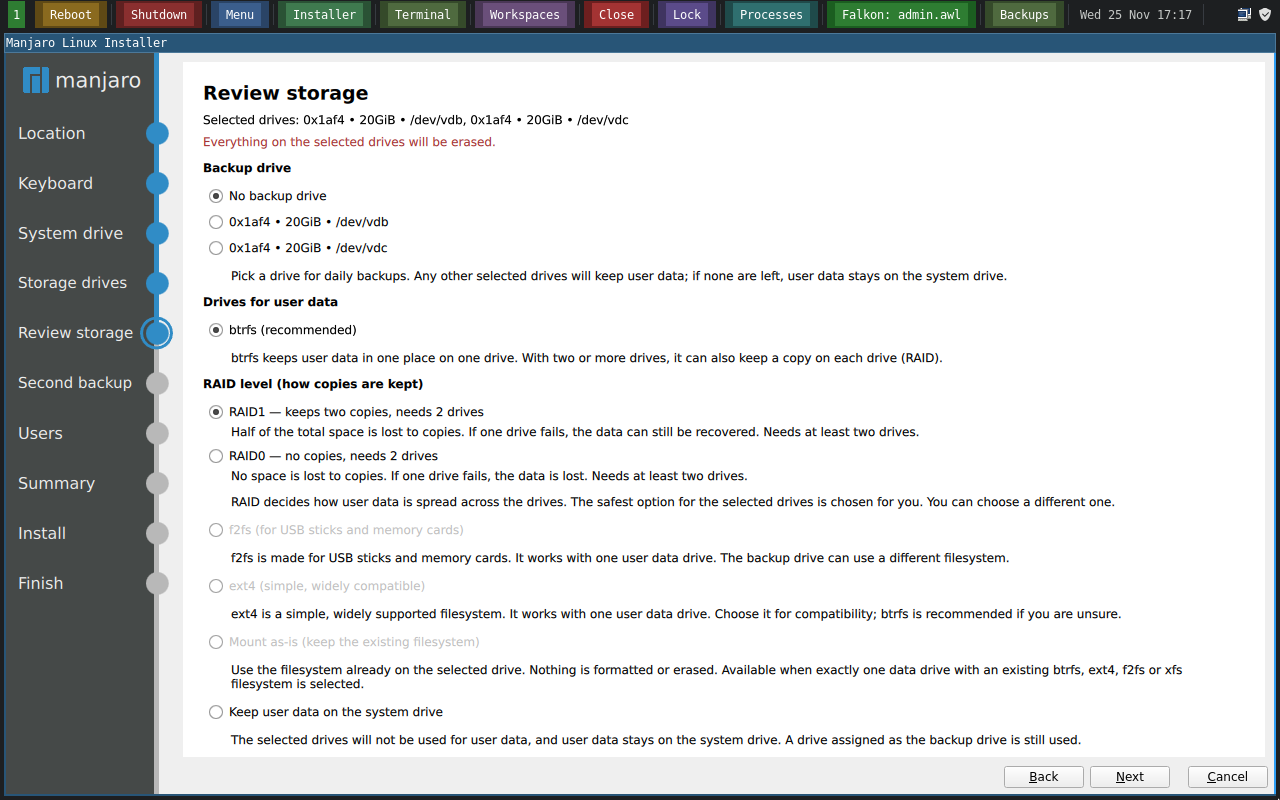 1 Reboot Shutdown Menu Installer Terminal Workspaces Close Lock Processes Falkon: admin.awl Backups Wed 25 Nov 17:17
Manjaro Linux Installer
manjaro
Location
Keyboard
System drive
Storage drives
Review storage
Second backup
Users
Summary
Install
Finish
Review storage
Selected drives: 0x1af4 • 20GiB • /dev/vdb, 0x1af4 • 20GiB • /dev/vdc
Everything on the selected drives will be erased.
Backup drive
No backup drive
0x1af4 • 20GiB • /dev/vdb
0x1af4 • 20GiB • /dev/vdc
Pick a drive for daily backups. Any other selected drives will keep user data; if none are left, user data stays on the system drive.
Drives for user data
btrfs (recommended)
btrfs keeps user data in one place on one drive. With two or more drives, it can also keep a copy on each drive (RAID).
RAID level (how copies are kept)
RAID1 — keeps two copies, needs 2 drives
Half of the total space is lost to copies. If one drive fails, the data can still be recovered. Needs at least two drives.
RAID0 — no copies, needs 2 drives
No space is lost to copies. If one drive fails, the data is lost. Needs at least two drives.
RAID decides how user data is spread across the drives. The safest option for the selected drives is chosen for you. You can choose a different one.
f2fs (for USB sticks and memory cards)
f2fs is made for USB sticks and memory cards. It works with one user data drive. The backup drive can use a different filesystem.
ext4 (simple, widely compatible)
ext4 is a simple, widely supported filesystem. It works with one user data drive. Choose it for compatibility; btrfs is recommended if you are unsure.
Mount as-is (keep the existing filesystem)
Use the filesystem already on the selected drive. Nothing is formatted or erased. Available when exactly one data drive with an existing btrfs, ext4, f2fs or xfs
filesystem is selected.
Keep user data on the system drive
The selected drives will not be used for user data, and user data stays on the system drive. A drive assigned as the backup drive is still used.
Back Next Cancel